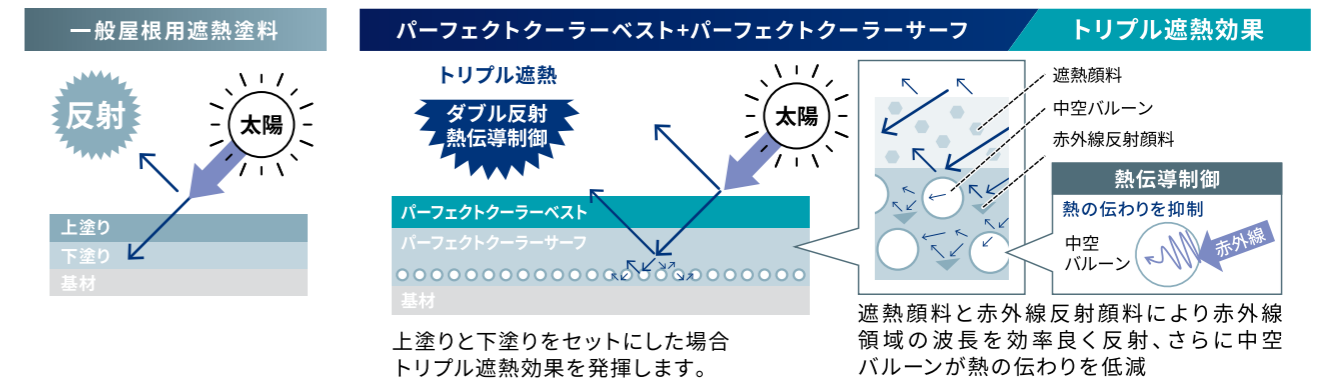 一般屋根用遮熱塗料
反射
太陽
上塗り
下塗り
基材
パーフェクトクーラーベスト+パーフェクトクーラーサーフ
トリプル遮熱効果
トリプル遮熱
ダブル反射
熱伝導制御
太陽
パーフェクトクーラーベスト
パーフェクトクーラーサーフ
基材
上塗りと下塗りをセットにした場合
トリプル遮熱効果を発揮します。
遮熱顔料
中空バルーン
赤外線反射顔料
熱伝導制御
熱の伝わりを抑制
中空
バルーン
赤外線
遮熱顔料と赤外線反射顔料により赤外線
領域の波長を効率良く反射、さらに中空
バルーンが熱の伝わりを低減